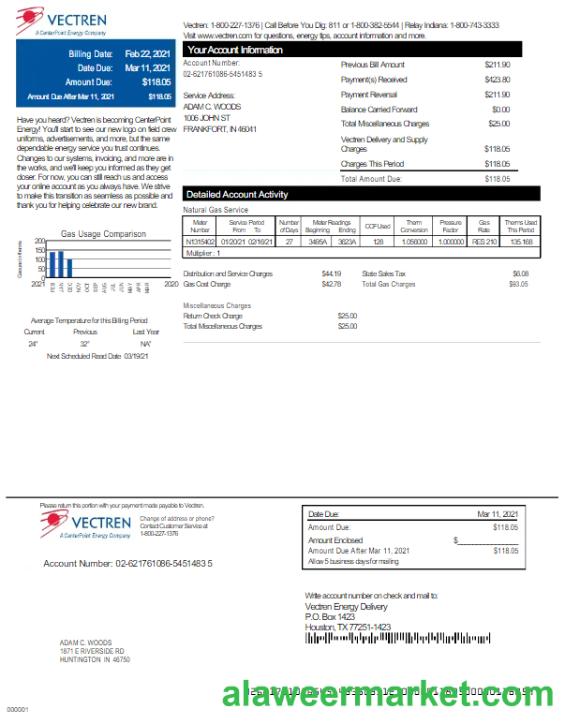 VECTREN
A CenterPoint Energy Company
Vectren: 1-800-227-1376 | Call Before You Dig: 811 or 1-800-382-5544 | Relay Indiana: 1-800-743-3333
Visit www.vectren.com for questions, energy tips, account information and more.
Billing Date: Feb 22, 2021
Date Due: Mar 11, 2021
Amount Due: $118.05
Amount Due After Mar 11, 2021 $118.05
Have you heard? Vectren is becoming CenterPoint
Energy! You'll start to see our new logo on field crew
uniforms, advertisements, and more, but the same
dependable energy service you trust continues.
Changes to our systems, invoicing, and more are in
the works, and we'll keep you informed as they get
closer. For now, you can still reach us and access
your online account as you always have. We strive
to make this transition as seamless as possible and
thank you for helping celebrate our new brand.
Gas Usage Comparison
Gas use in therms
200
150
100
50
0
2021 FEB JAN DEC NOV OCT SEP AUG JUL JUN MAY APR MAR 2020
Average Temperature for this Billing Period
Current Previous Last Year
24° 32° NA°
Next Scheduled Read Date 03/19/21
Your Account Information
Account Number:
02-621761086-5451483 5
Service Address:
ADAM C. WOODS
1006 JOHN ST
FRANKFORT, IN 46041
Previous Bill Amount $211.90
Payment(s) Received $423.80
Payment Reversal $211.90
Balance Carried Forward $0.00
Total Miscellaneous Charges $25.00
Vectren Delivery and Supply
Charges $118.05
Charges This Period $118.05
Total Amount Due: $118.05
Detailed Account Activity
Natural Gas Service
Meter Number Service Period From To Number of Days Meter Readings Beginning Ending CCF Used Therm Conversion Pressure Factor Gas Rate Therms Used This Period
N1315402 01/20/21 02/16/21 27 3495A 3623A 128 1.056000 1.000000 RES 210 135.168
Multiplier : 1
Distribution and Service Charges $44.19 State Sales Tax $6.08
Gas Cost Charge $42.78 Total Gas Charges $93.05
Miscellaneous Charges
Return Check Charge $25.00
Total Miscellaneous Charges $25.00
Please return this portion with your payment made payable to Vectren.
VECTREN
A CenterPoint Energy Company
Change of address or phone?
Contact Customer Service at
1-800-227-1376
Account Number: 02-621761086-5451483 5
Date Due: Mar 11, 2021
Amount Due: $118.05
Amount Enclosed $
Amount Due After Mar 11, 2021 $118.05
Allow 5 business days for mailing
Write account number on check and mail to:
Vectren Energy Delivery
P.O. Box 1423
Houston, TX 77251-1423
ADAM C. WOODS
1871 E RIVERSIDE RD
HUNTINGTON IN 46750
alaweermarket.com
000001